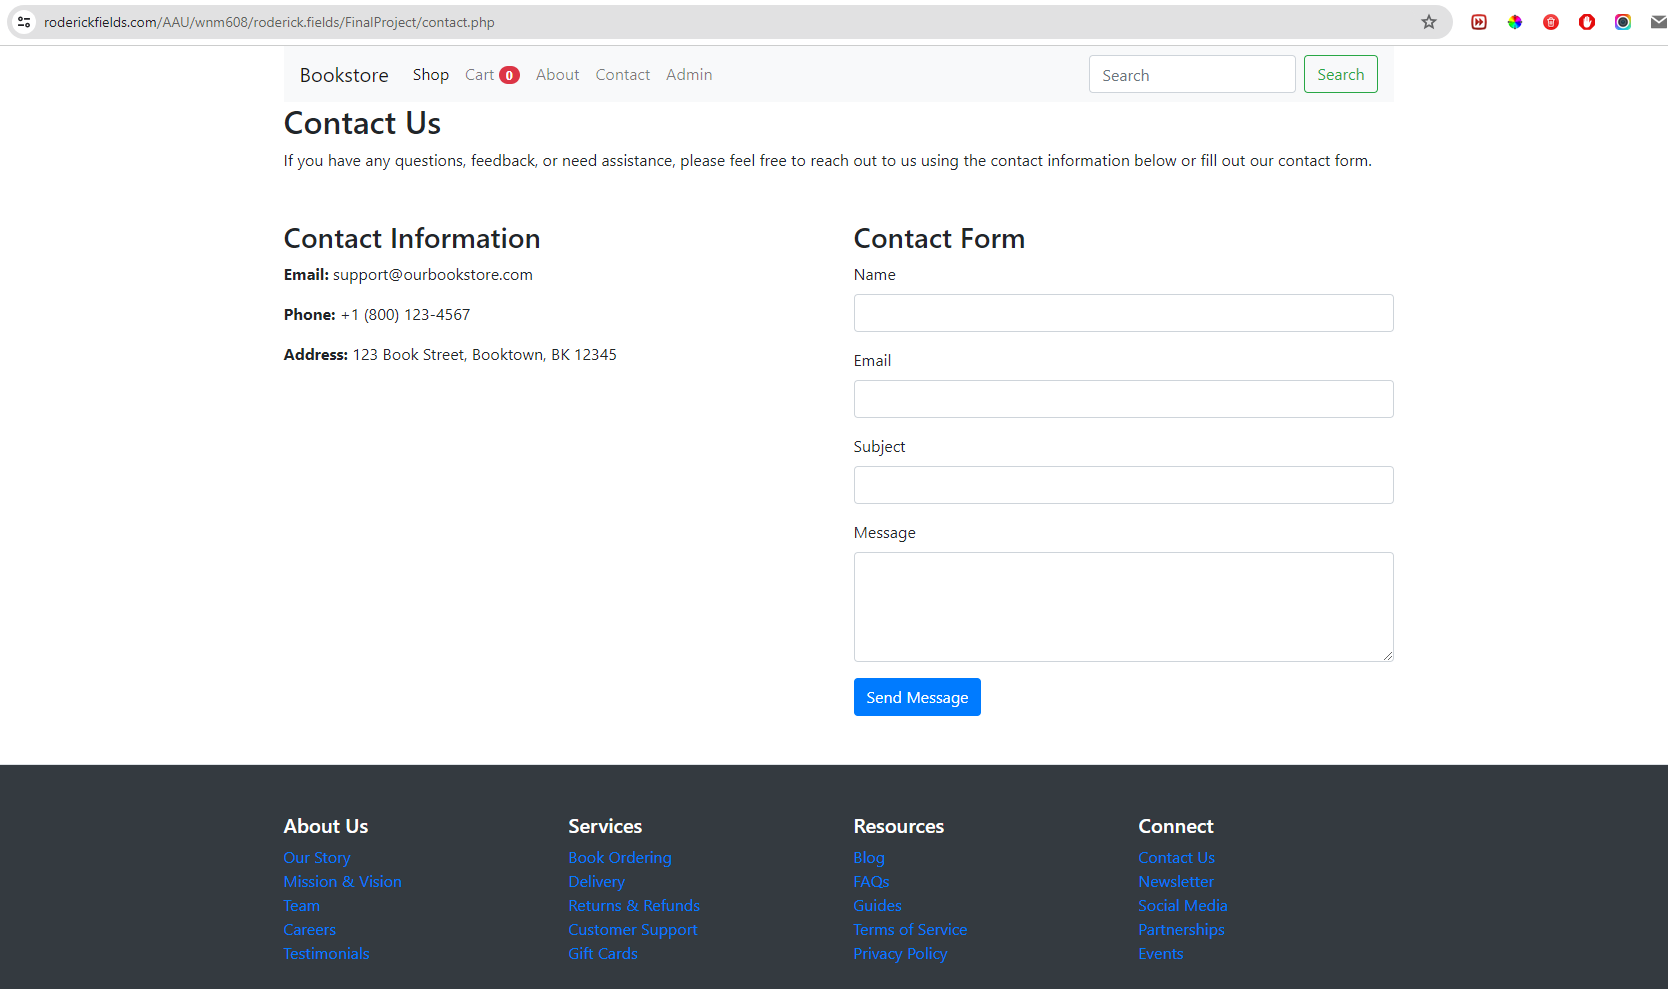 roderickfields.com/AAU/wnm608/roderick.fields/FinalProject/contact.php
Bookstore Shop Cart 0 About Contact Admin Search Search
Contact Us
If you have any questions, feedback, or need assistance, please feel free to reach out to us using the contact information below or fill out our contact form.
Contact Information
Email: support@ourbookstore.com
Phone: +1 (800) 123-4567
Address: 123 Book Street, Booktown, BK 12345
Contact Form
Name
Email
Subject
Message
Send Message
About Us
Our Story
Mission & Vision
Team
Careers
Testimonials
Services
Book Ordering
Delivery
Returns & Refunds
Customer Support
Gift Cards
Resources
Blog
FAQs
Guides
Terms of Service
Privacy Policy
Connect
Contact Us
Newsletter
Social Media
Partnerships
Events